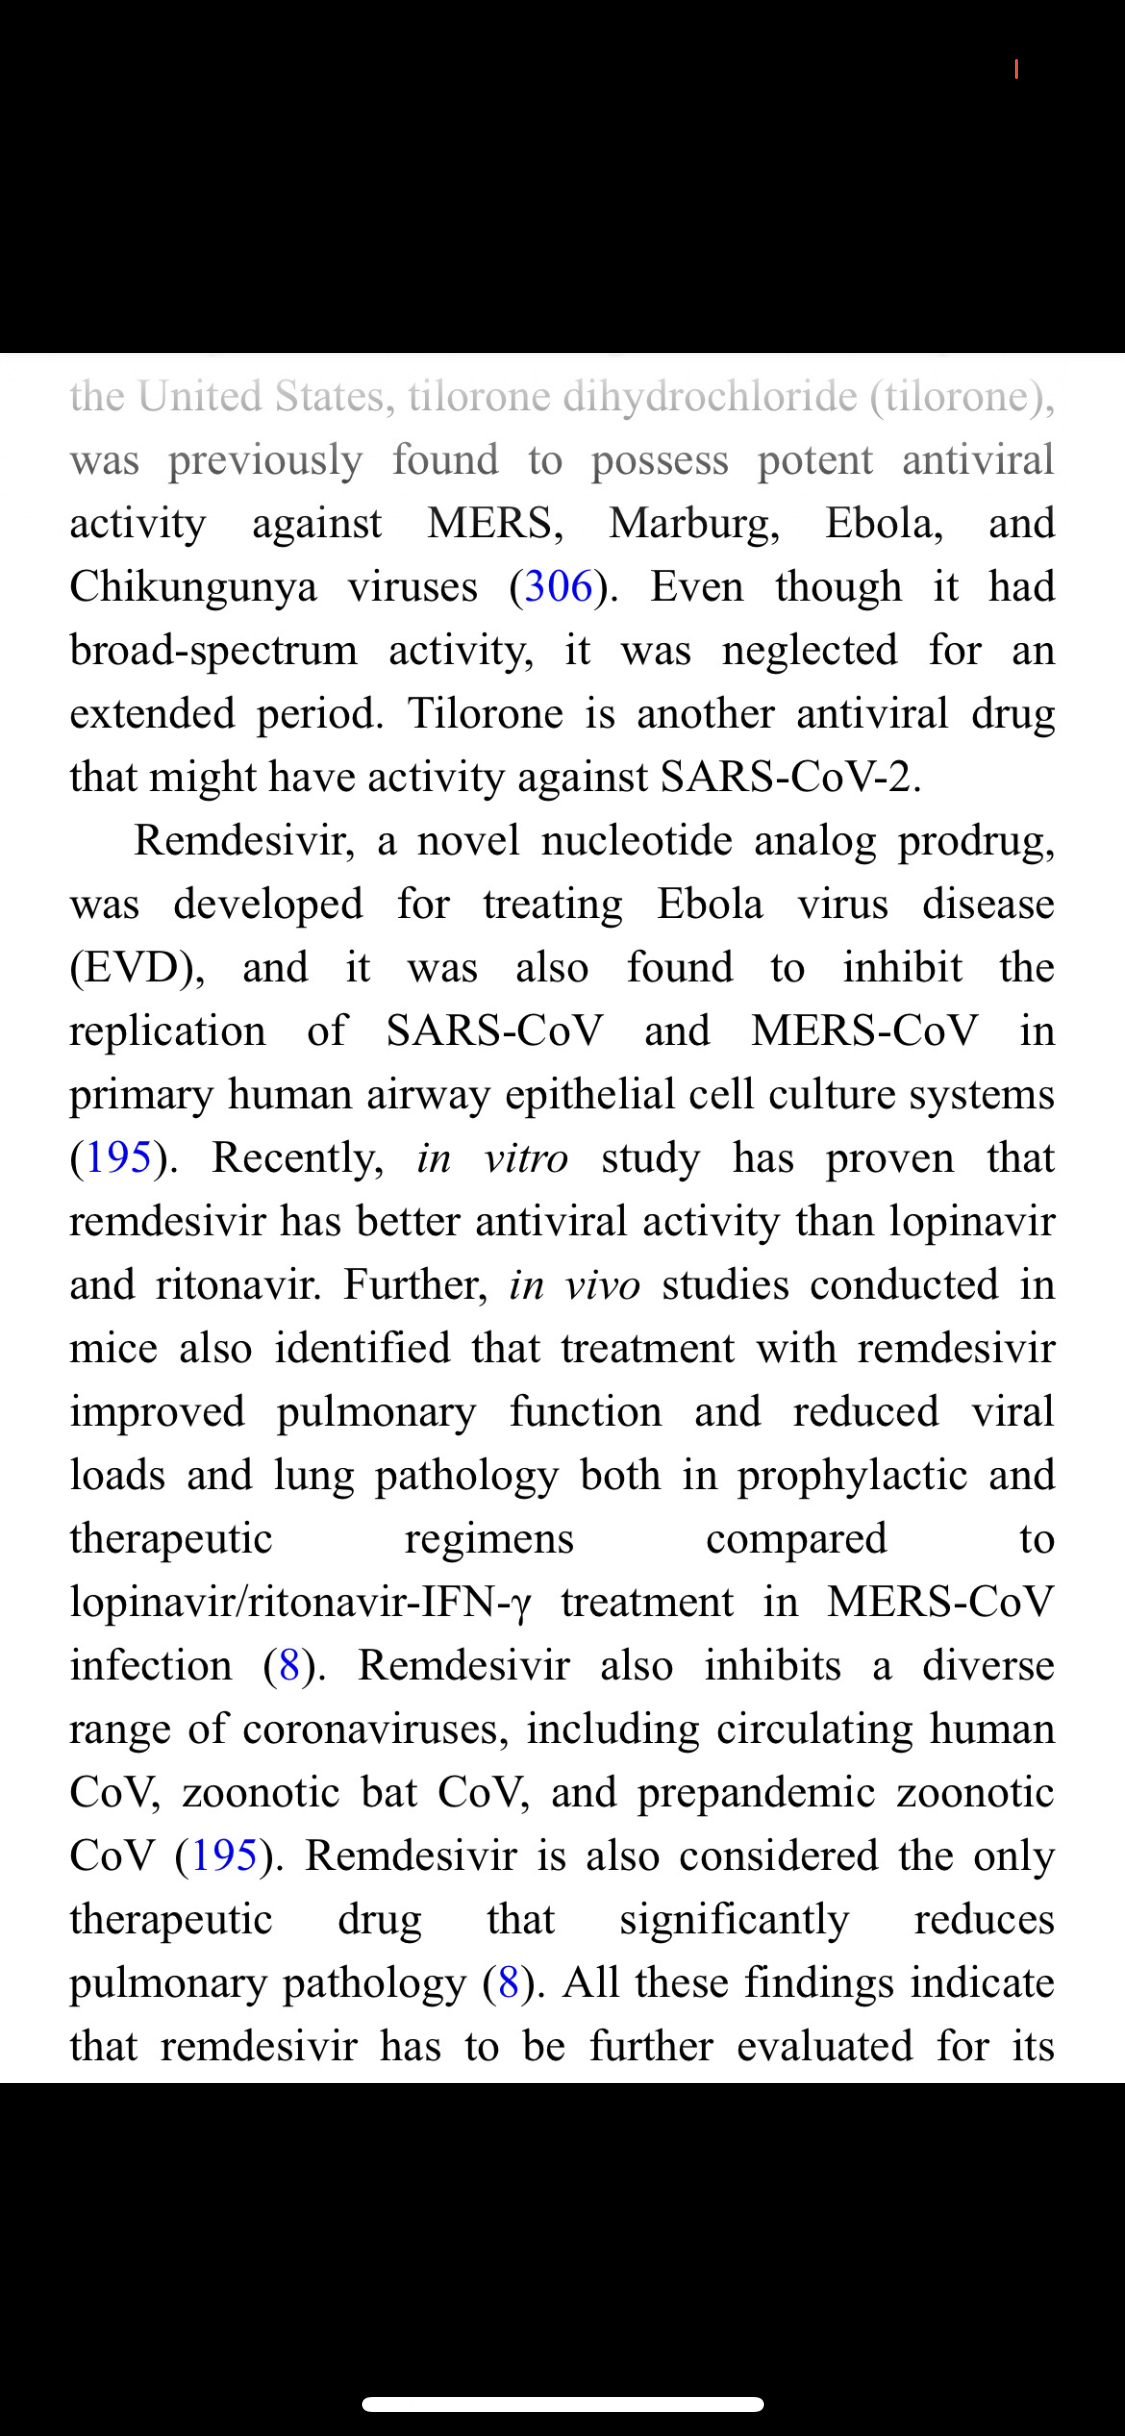 the United States, tilorone dihydrochloride (tilorone),
was previously found to possess potent antiviral
activity against MERS, Marburg, Ebola, and
Chikungunya viruses (306). Even though it had
broad-spectrum activity, it was neglected for an
extended period. Tilorone is another antiviral drug
that might have activity against SARS-CoV-2.
Remdesivir, a novel nucleotide analog prodrug,
was developed for treating Ebola virus disease
(EVD), and it was also found to inhibit the
replication of SARS-CoV and MERS-CoV in
primary human airway epithelial cell culture systems
(195). Recently, in vitro study has proven that
remdesivir has better antiviral activity than lopinavir
and ritonavir. Further, in vivo studies conducted in
mice also identified that treatment with remdesivir
improved pulmonary function and reduced viral
loads and lung pathology both in prophylactic and
therapeutic regimens compared to
lopinavir/ritonavir-IFN-γ treatment in MERS-CoV
infection (8). Remdesivir also inhibits a diverse
range of coronaviruses, including circulating human
CoV, zoonotic bat CoV, and prepandemic zoonotic
CoV (195). Remdesivir is also considered the only
therapeutic drug that significantly reduces
pulmonary pathology (8). All these findings indicate
that remdesivir has to be further evaluated for its